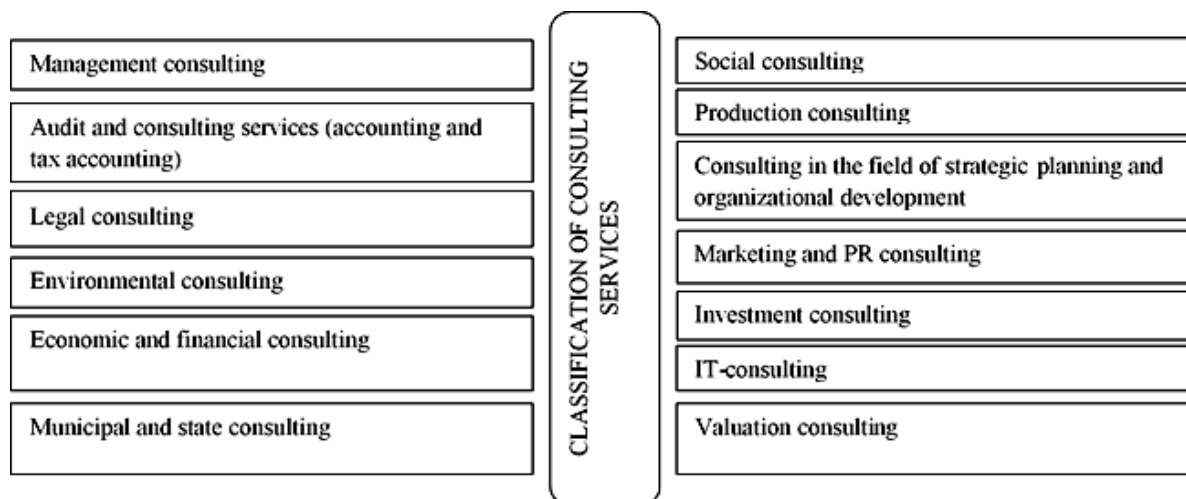 Management consulting
Audit and consulting services (accounting and
tax accounting)
Legal consulting
Environmental consulting
Economic and financial consulting
Municipal and state consulting
CLASSIFICATION OF CONSULTING
SERVICES
Social consulting
Production consulting
Consulting in the field of strategic planning and
organizational development
Marketing and PR consulting
Investment consulting
IT-consulting
Valuation consulting